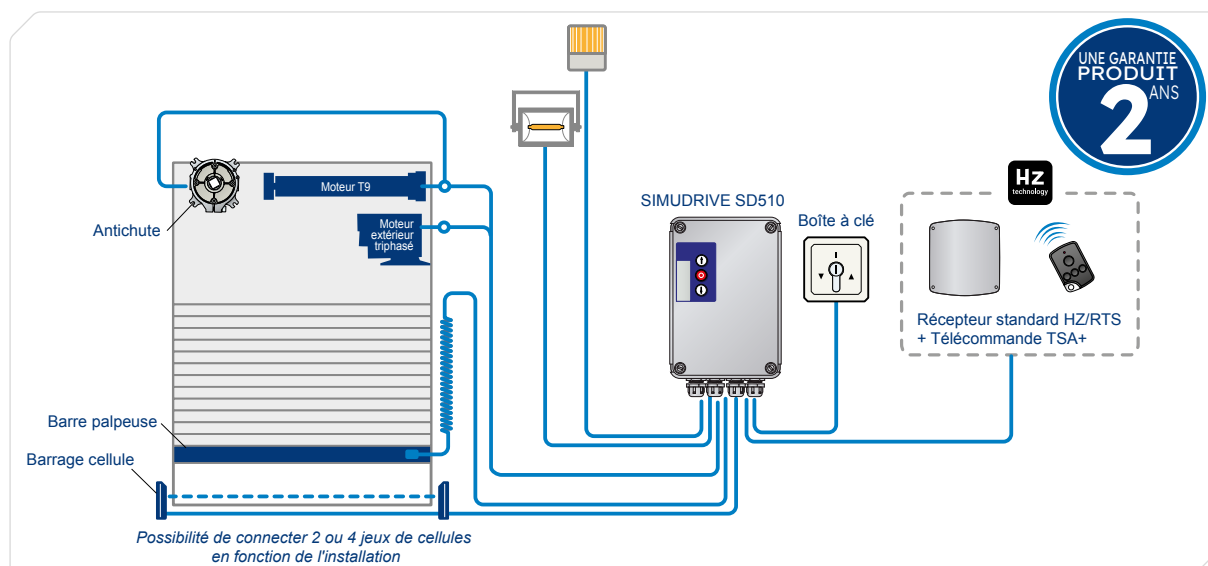 UNE GARANTIE
PRODUIT
2 ANS
Hz
technology
Moteur T9
SIMUDRIVE SD510
Boîte à clé
Antichute
Moteur
extérieur
triphasé
Récepteur standard HZ/RTS
+ Télécommande TSA+
Barre palpeuse
Barrage cellule
Possibilité de connecter 2 ou 4 jeux de cellules
en fonction de l'installation